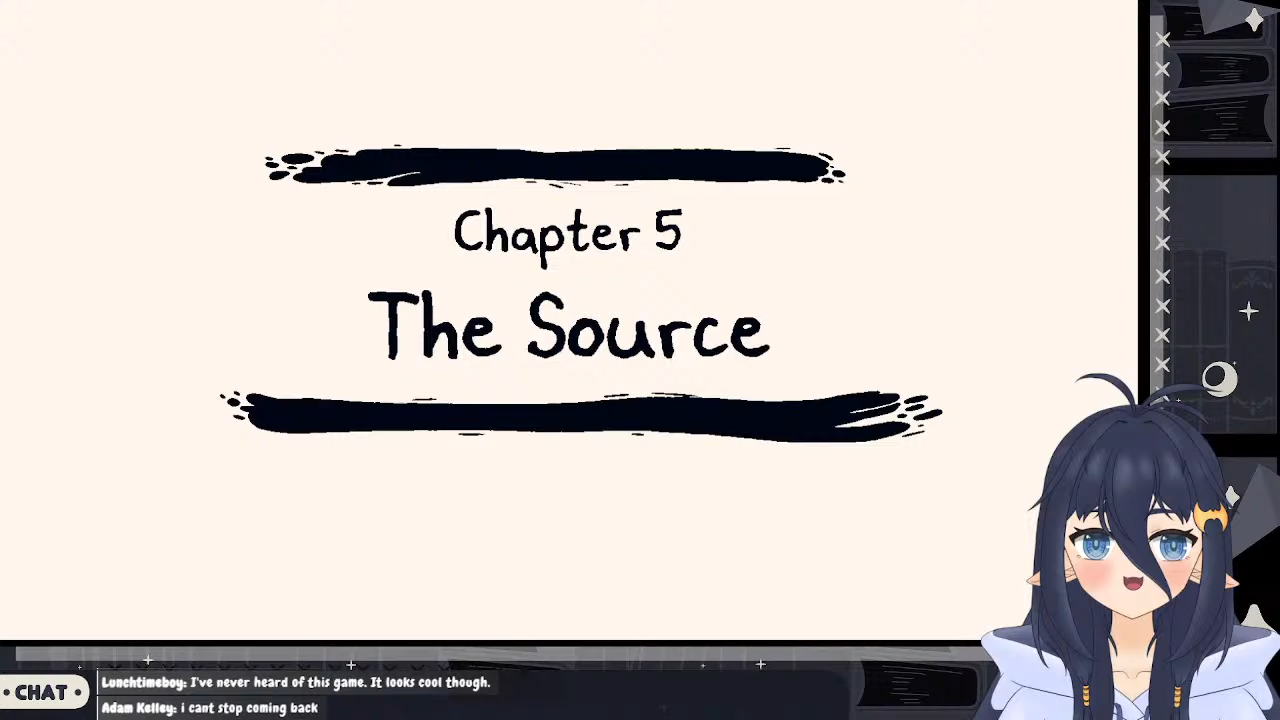 Chapter 5
The Source
• CHAT •
Lunchtimeboy: I've never heard of this game. It looks cool though.
Adam Kelley: i cant stop coming back